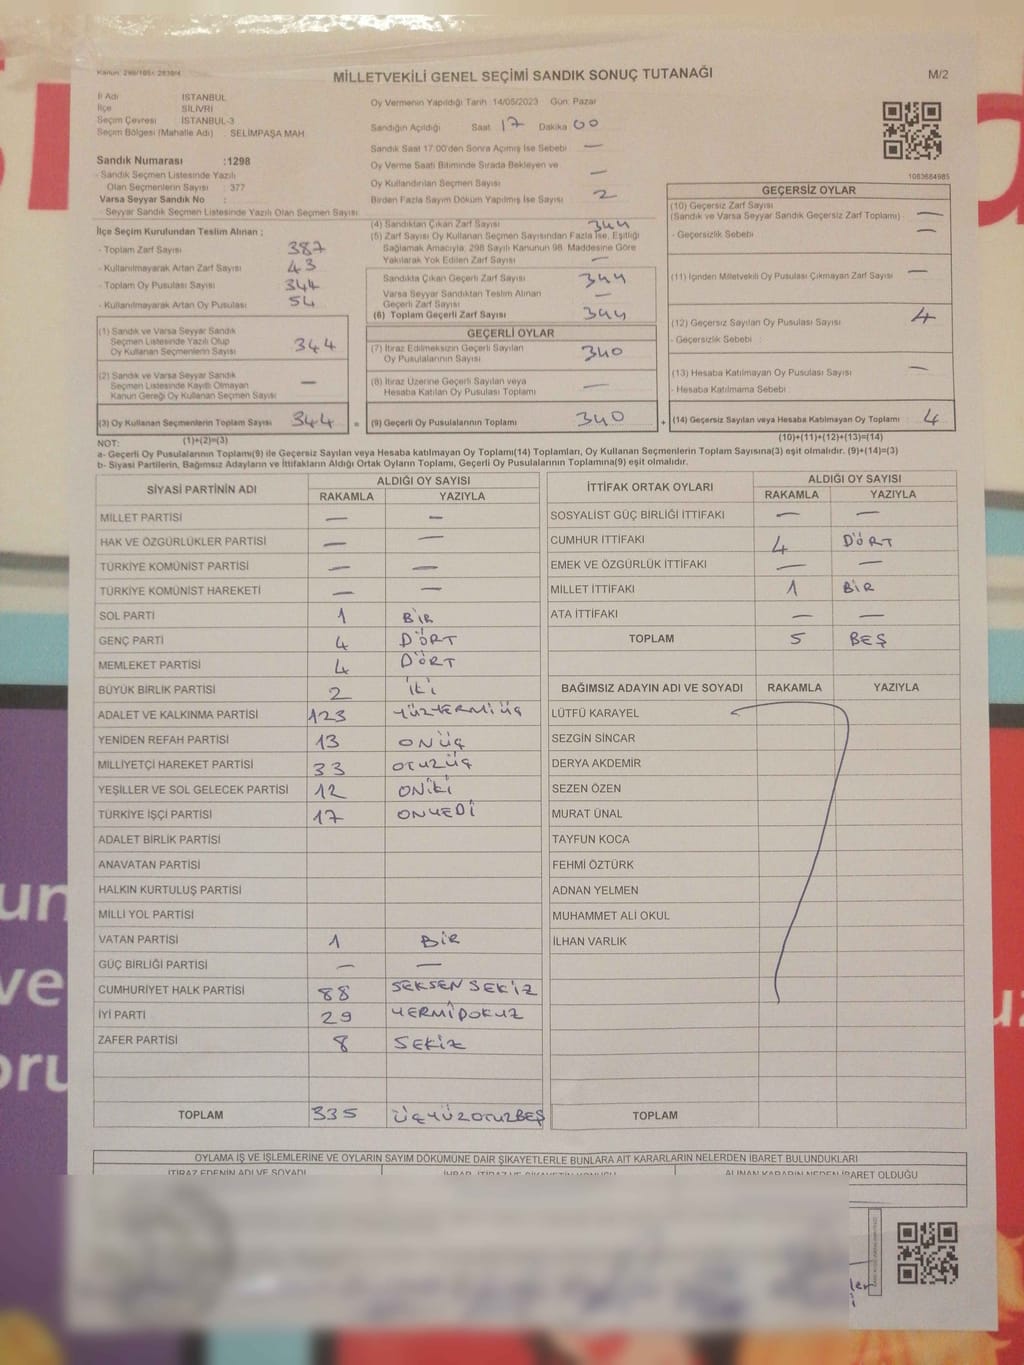 Kanun: 298/185< 2839/4
MİLLETVEKİLİ GENEL SEÇİMİ SANDIK SONUÇ TUTANAĞI
M/2
İl Adı İSTANBUL
İlçe SİLİVRİ
Seçim Çevresi İSTANBUL-3
Seçim Bölgesi (Mahalle Adı) : SELİMPAŞA MAH
Sandık Numarası :1298
- Sandık Seçmen Listesinde Yazılı
Olan Seçmenlerin Sayısı : 377
Varsa Seyyar Sandık No :
- Seyyar Sandık Seçmen Listesinde Yazılı Olan Seçmen Sayısı
İlçe Seçim Kurulundan Teslim Alınan ;
- Toplam Zarf Sayısı 387
- Kullanılmayarak Artan Zarf Sayısı 43
- Toplam Oy Pusulası Sayısı 344
- Kullanılmayarak Artan Oy Pusulası 54
(1) Sandık ve Varsa Seyyar Sandık
Seçmen Listesinde Yazılı Olup
Oy Kullanan Seçmenlerin Sayısı 344
(2) Sandık ve Varsa Seyyar Sandık
Seçmen Listesinde Kayıtlı Olmayan
Kanun Gereği Oy Kullanan Seçmen Sayısı —
(3) Oy Kullanan Seçmenlerin Toplam Sayısı 344 =
Oy Vermenin Yapıldığı Tarih :14/05/2023 Gün: Pazar
Sandığın Açıldığı Saat 17 Dakika 00
Sandık Saat 17:00'den Sonra Açımış İse Sebebi —
Oy Verme Saati Bitiminde Sırada Bekleyen ve
Oy Kullandırılan Seçmen Sayısı —
Birden Fazla Sayım Döküm Yapılmış İse Sayısı 2
(4) Sandıktan Çıkan Zarf Sayısı 344
(5) Zarf Sayısı Oy Kullanan Seçmen Sayısından Fazla İse, Eşitliği
Sağlamak Amacıyla; 298 Sayılı Kanunun 98. Maddesine Göre
Yakılarak Yok Edilen Zarf Sayısı —
Sandıkta Çıkan Geçerli Zarf Sayısı 344
Varsa Seyyar Sandıktan Teslim Alınan
Geçerli Zarf Sayısı —
(6) Toplam Geçerli Zarf Sayısı 344
GEÇERLİ OYLAR
(7) İtiraz Edilmeksizin Geçerli Sayılan
Oy Pusulalarının Sayısı 340
(8) İtiraz Üzerine Geçerli Sayılan veya
Hesaba Katılan Oy Pusulası Toplamı —
(9) Geçerli Oy Pusulalarının Toplamı 340 +
1083684985
GEÇERSİZ OYLAR
(10) Geçersiz Zarf Sayısı
(Sandık ve Varsa Seyyar Sandık Geçersiz Zarf Toplamı) —
- Geçersizlik Sebebi : —
(11) İçinden Milletvekili Oy Pusulası Çıkmayan Zarf Sayısı —
(12) Geçersiz Sayılan Oy Pusulası Sayısı 4
- Geçersizlik Sebebi :
(13) Hesaba Katılmayan Oy Pusulası Sayısı —
- Hesaba Katılmama Sebebi :
(14) Geçersiz Sayılan veya Hesaba Katılmayan Oy Toplamı : 4
NOT: (1)+(2)=(3)
(10)+(11)+(12)+(13)=(14)
a- Geçerli Oy Pusulalarının Toplamı(9) ile Geçersiz Sayılan veya Hesaba katılmayan Oy Toplamı(14) Toplamları, Oy Kullanan Seçmenlerin Toplam Sayısına(3) eşit olmalıdır. (9)+(14)=(3)
b- Siyasi Partilerin, Bağımsız Adayların ve İttifakların Aldığı Ortak Oyların Toplamı, Geçerli Oy Pusulalarının Toplamına(9) eşit olmalıdır.
SİYASİ PARTİNİN ADI ALDIĞI OY SAYISI
RAKAMLA YAZIYLA
MİLLET PARTİSİ — —
HAK VE ÖZGÜRLÜKLER PARTİSİ — —
TÜRKİYE KOMÜNİST PARTİSİ — —
TÜRKİYE KOMÜNİST HAREKETİ — —
SOL PARTİ 1 BİR
GENÇ PARTİ 4 DÖRT
MEMLEKET PARTİSİ 4 DÖRT
BÜYÜK BİRLİK PARTİSİ 2 İKİ
ADALET VE KALKINMA PARTİSİ 123 YÜZYERMİÜÇ
YENİDEN REFAH PARTİSİ 13 ONÜÇ
MİLLİYETÇİ HAREKET PARTİSİ 33 OTUZÜÇ
YEŞİLLER VE SOL GELECEK PARTİSİ 12 ONİKİ
TÜRKİYE İŞÇİ PARTİSİ 17 ONYEDİ
ADALET BİRLİK PARTİSİ
ANAVATAN PARTİSİ
HALKIN KURTULUŞ PARTİSİ
MİLLİ YOL PARTİSİ
VATAN PARTİSİ 1 BİR
GÜÇ BİRLİĞİ PARTİSİ — —
CUMHURİYET HALK PARTİSİ 88 SEKSENSEKİZ
İYİ PARTİ 29 YERMİDOKUZ
ZAFER PARTİSİ 8 SEKİZ
TOPLAM 335 ÜÇYÜZOTUZBEŞ
İTTİFAK ORTAK OYLARI ALDIĞI OY SAYISI
RAKAMLA YAZIYLA
SOSYALİST GÜÇ BİRLİĞİ İTTİFAKI — —
CUMHUR İTTİFAKI 4 DÖRT
EMEK VE ÖZGÜRLÜK İTTİFAKI — —
MİLLET İTTİFAKI 1 BİR
ATA İTTİFAKI — —
TOPLAM 5 BEŞ
BAĞIMSIZ ADAYIN ADI VE SOYADI RAKAMLA YAZIYLA
LÜTFÜ KARAYEL
SEZGİN SİNCAR
DERYA AKDEMİR
SEZEN ÖZEN
MURAT ÜNAL
TAYFUN KOCA
FEHMİ ÖZTÜRK
ADNAN YELMEN
MUHAMMET ALİ OKUL
İLHAN VARLIK
TOPLAM
OYLAMA İŞ VE İŞLEMLERİNE VE OYLARIN SAYIM DÖKÜMÜNE DAİR ŞİKAYETLERLE BUNLARA AİT KARARLARIN NELERDEN İBARET BULUNDUKLARI
İTİRAZ EDENİN ADI VE SOYADI
ALINAN KARARIN NEDEN İBARET OLDUĞU